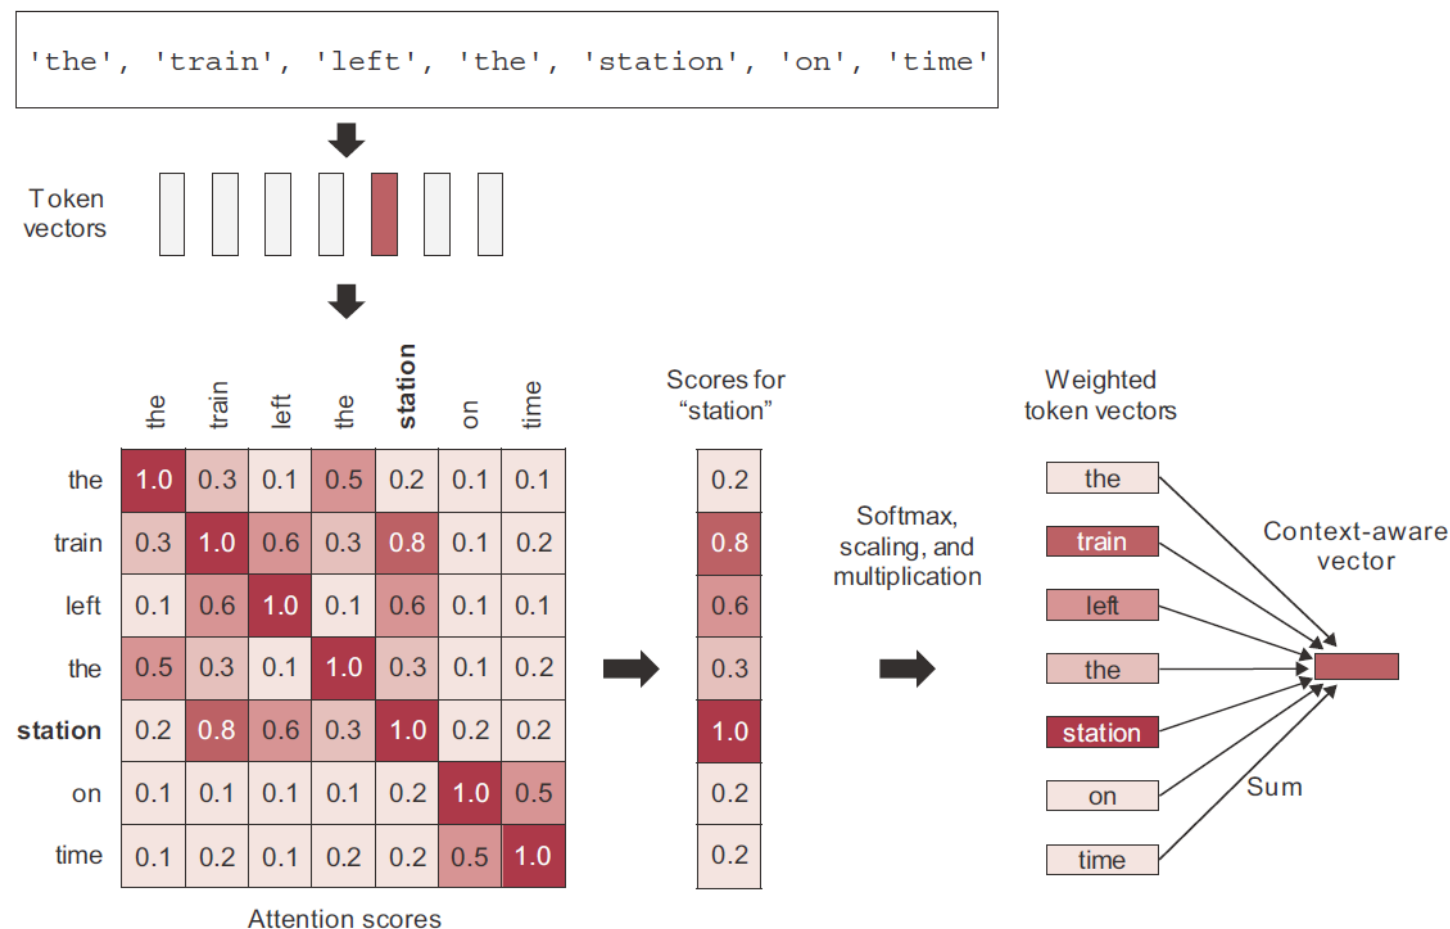 'the', 'train', 'left', 'the', 'station', 'on', 'time'
Token
vectors
the train left the station on time
the 1.0 0.3 0.1 0.5 0.2 0.1 0.1
train 0.3 1.0 0.6 0.3 0.8 0.1 0.2
left 0.1 0.6 1.0 0.1 0.6 0.1 0.1
the 0.5 0.3 0.1 1.0 0.3 0.1 0.2
station 0.2 0.8 0.6 0.3 1.0 0.2 0.2
on 0.1 0.1 0.1 0.1 0.2 1.0 0.5
time 0.1 0.2 0.1 0.2 0.2 0.5 1.0
Attention scores
Scores for
“station”
0.2
0.8
0.6
0.3
1.0
0.2
0.2
Softmax,
scaling, and
multiplication
Weighted
token vectors
the
train
left
the
station
on
time
Sum
Context-aware
vector